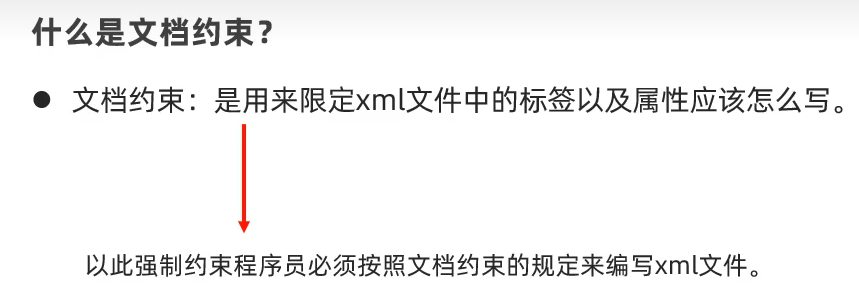 什么是文档约束？
● 文档约束：是用来限定xml文件中的标签以及属性应该怎么写。
以此强制约束程序员必须按照文档约束的规定来编写xml文件。